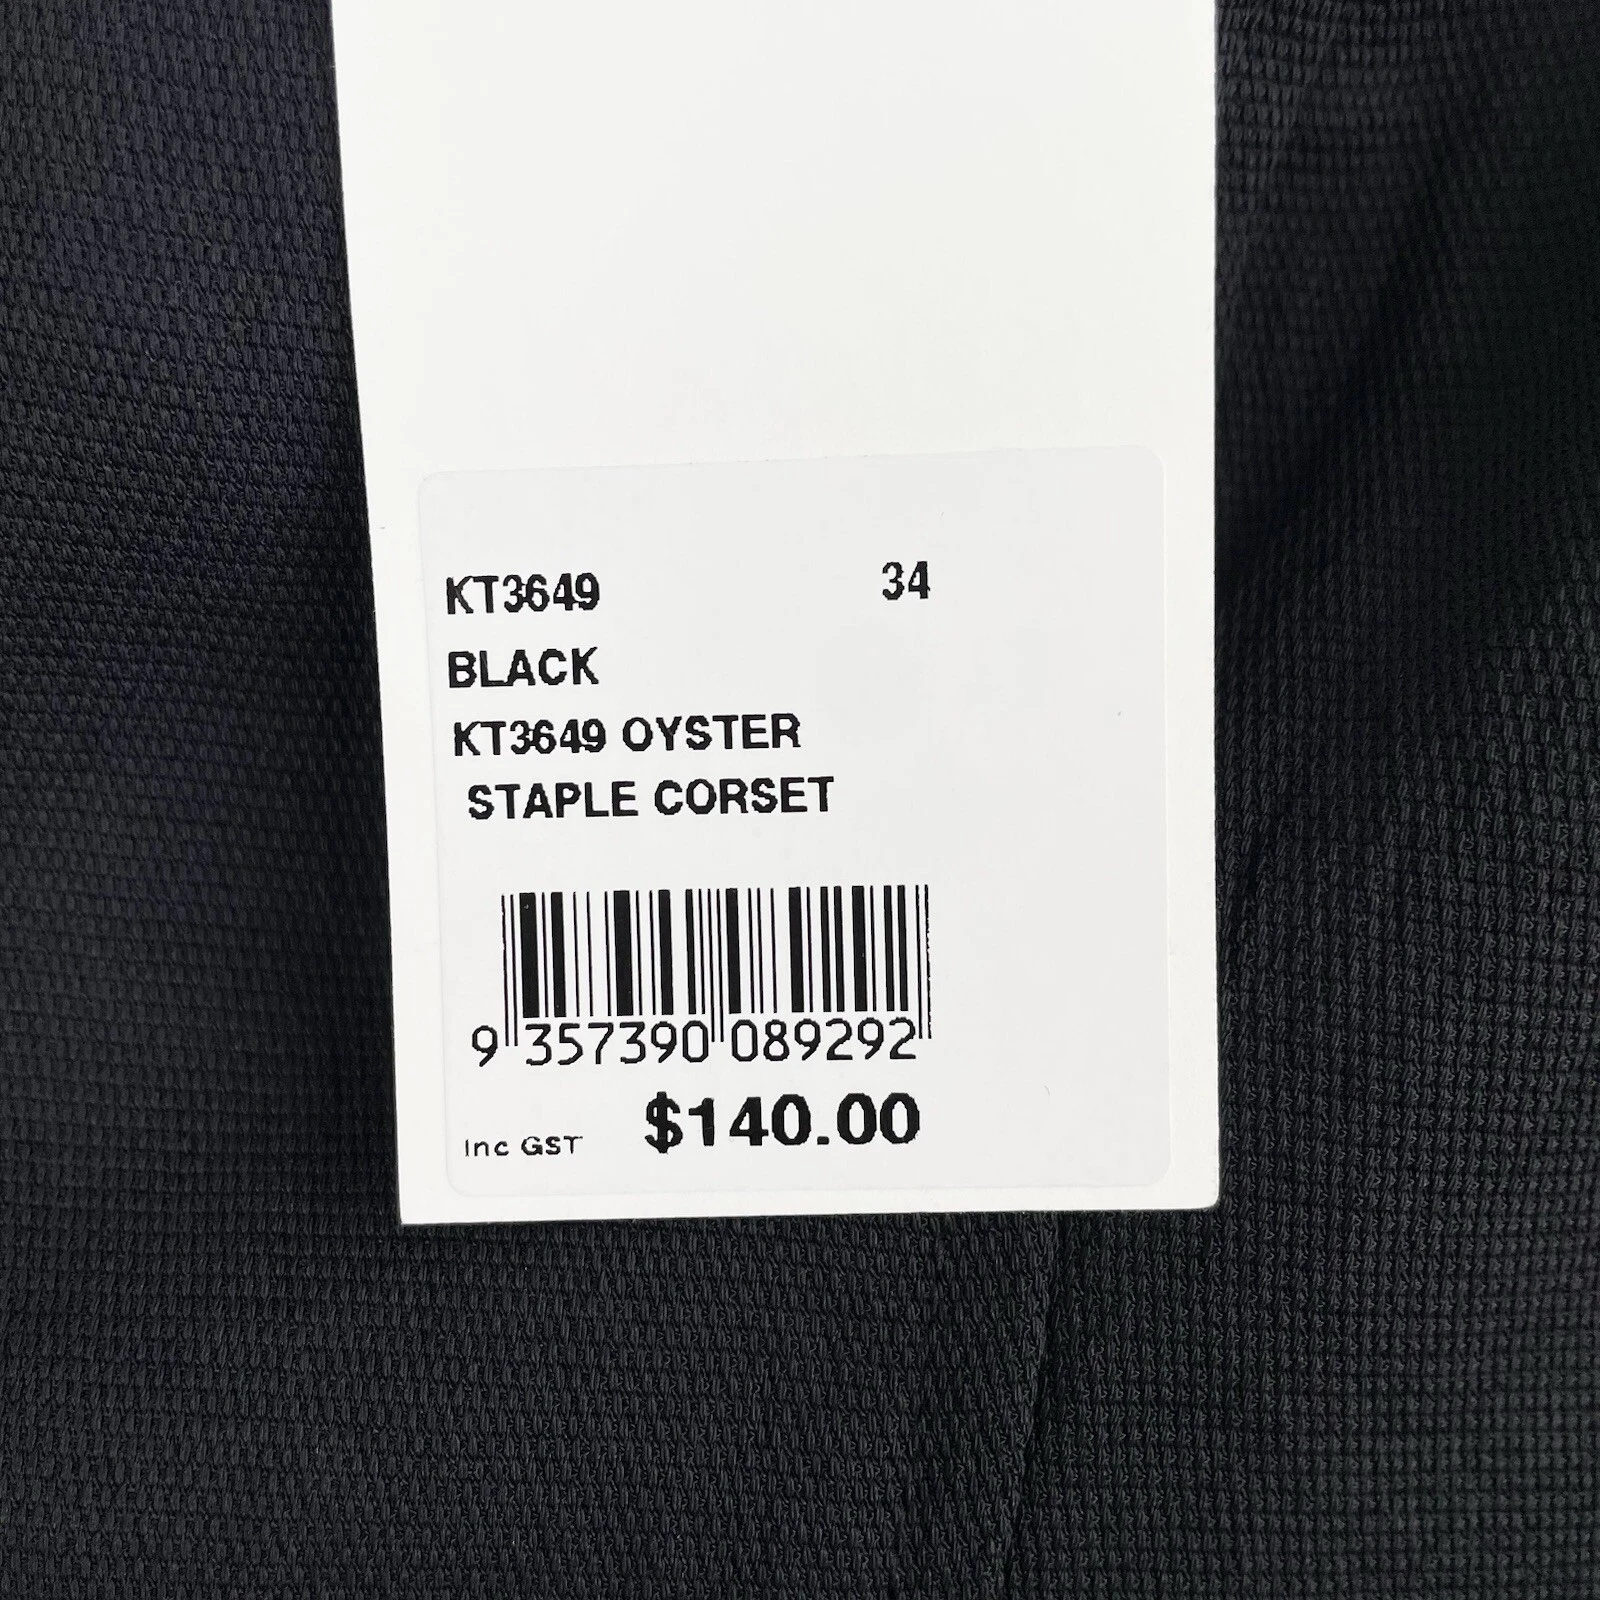 KT3649 34
BLACK
KT3649 OYSTER
STAPLE CORSET
9 357390 089292
Inc GST $140.00